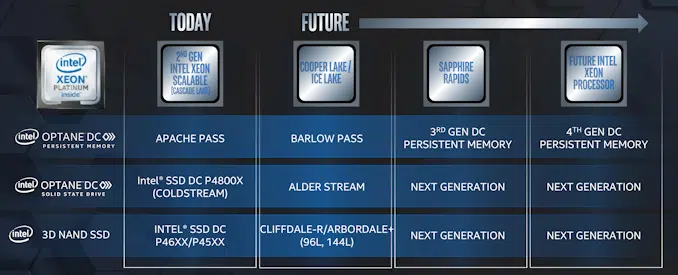 TODAY
FUTURE
intel
XEON
PLATINUM
inside™
2ND GEN
INTEL XEON
SCALABLE
(CASCADE LAKE)
COOPER LAKE /
ICE LAKE
SAPPHIRE
RAPIDS
FUTURE INTEL
XEON
PROCESSOR
intel OPTANE DC
PERSISTENT MEMORY
APACHE PASS
BARLOW PASS
3RD GEN DC
PERSISTENT MEMORY
4TH GEN DC
PERSISTENT MEMORY
intel OPTANE DC
SOLID STATE DRIVE
Intel® SSD DC P4800X
(COLDSTREAM)
ALDER STREAM
NEXT GENERATION
NEXT GENERATION
intel 3D NAND SSD
INTEL® SSD DC
P46XX/P45XX
CLIFFDALE-R/ARBORDALE+
(96L, 144L)
NEXT GENERATION
NEXT GENERATION